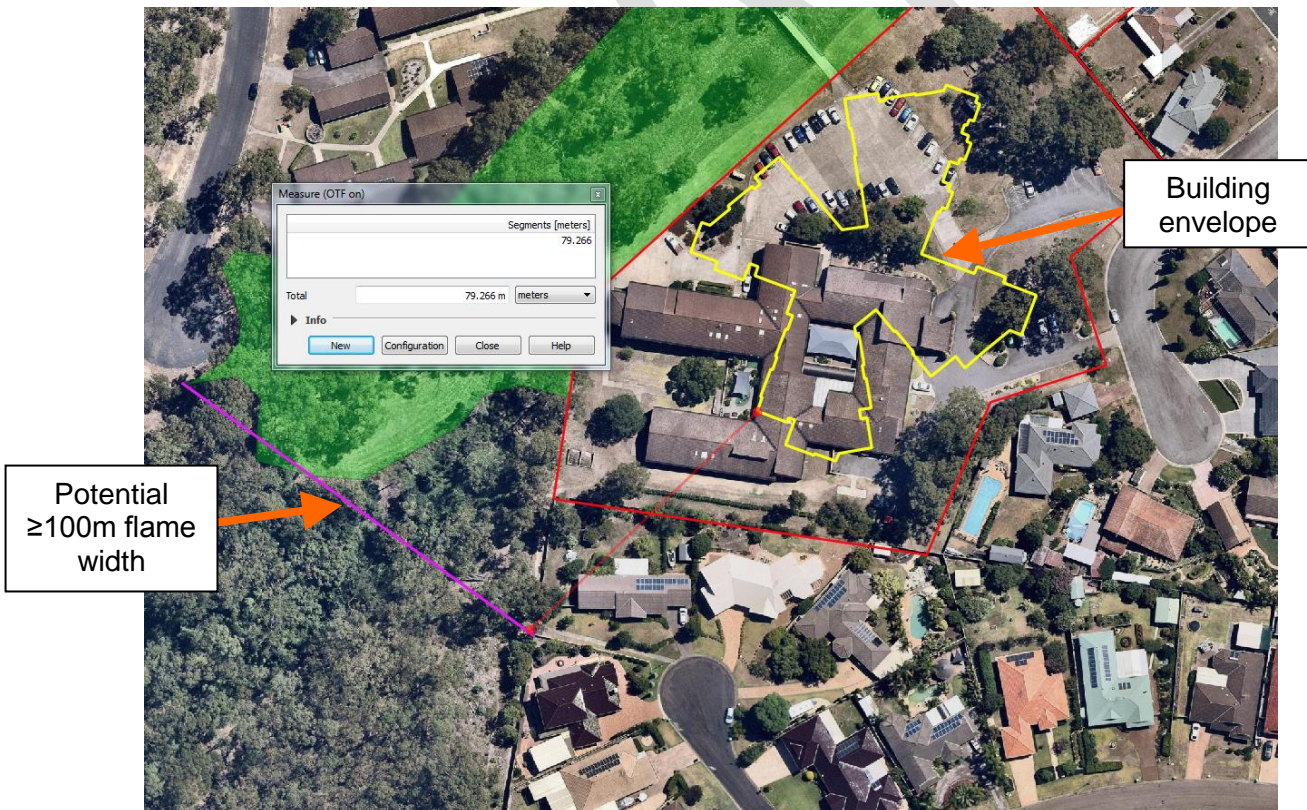 Measure (OTF on)
Segments [meters]
79.266
Total
79.266 m
meters
Info
New
Configuration
Close
Help
Building
envelope
Potential
≥100m flame
width